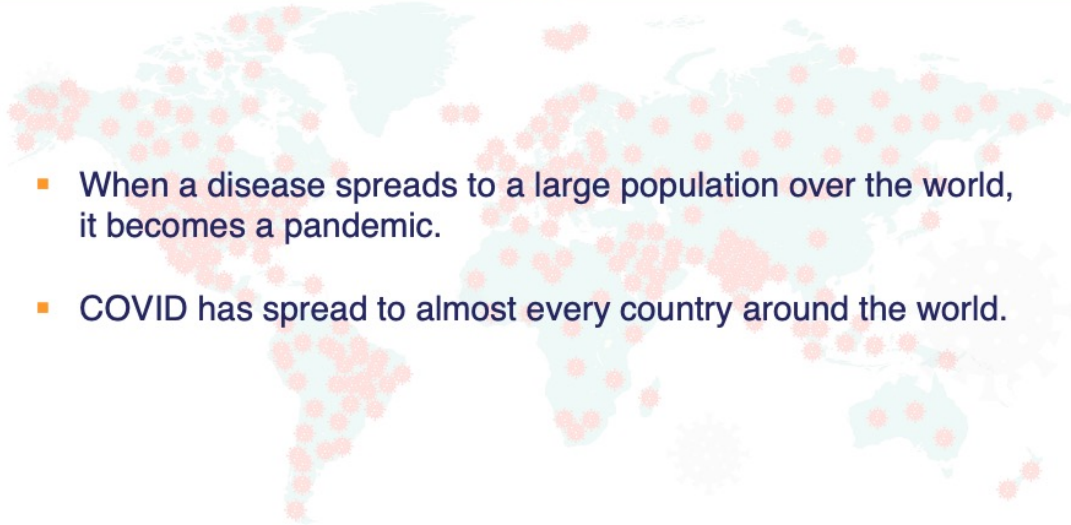 ▪ When a disease spreads to a large population over the world,
it becomes a pandemic.
▪ COVID has spread to almost every country around the world.